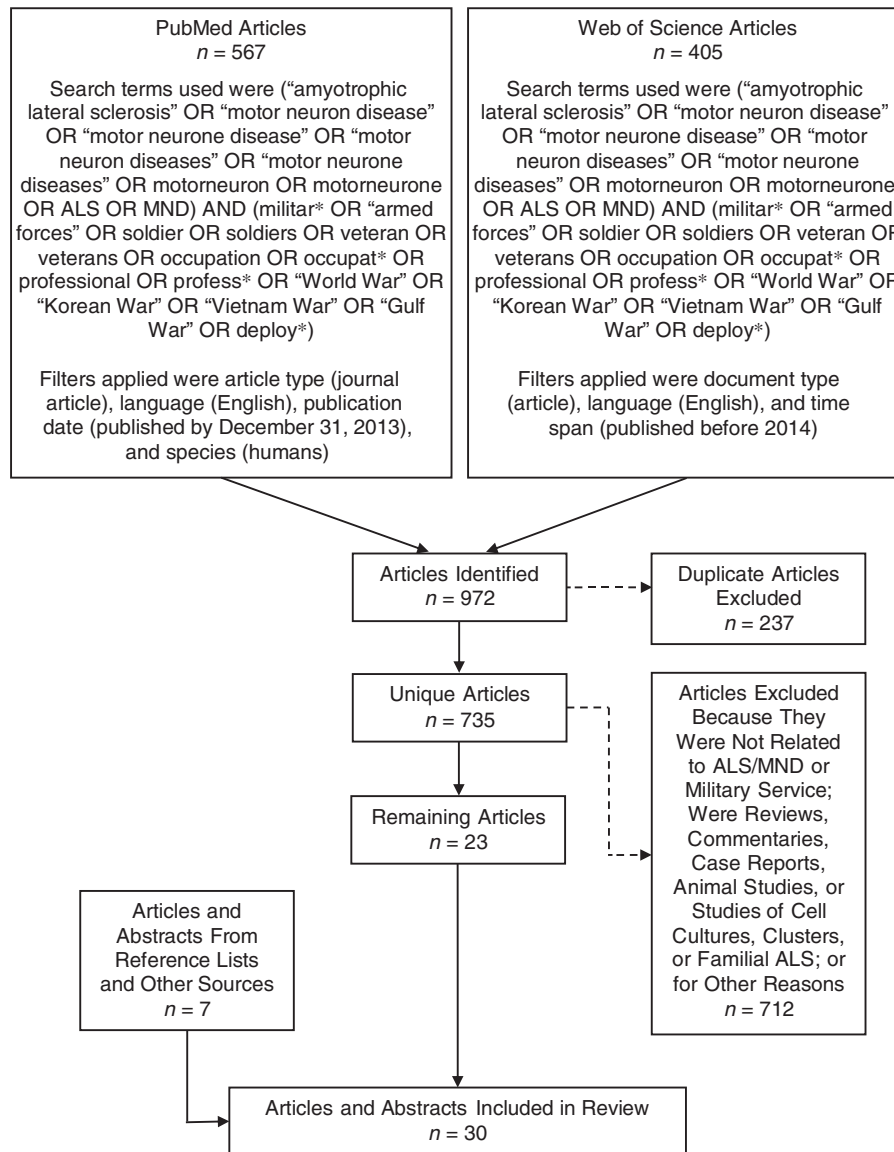 PubMed Articles
n = 567
Search terms used were (“amyotrophic
lateral sclerosis” OR “motor neuron disease”
OR “motor neurone disease” OR “motor
neuron diseases” OR “motor neurone
diseases” OR motorneuron OR motorneurone
OR ALS OR MND) AND (militar* OR “armed
forces” OR soldier OR soldiers OR veteran OR
veterans OR occupation OR occupat* OR
professional OR profess* OR “World War” OR
“Korean War” OR “Vietnam War” OR “Gulf
War” OR deploy*)
Filters applied were article type (journal
article), language (English), publication
date (published by December 31, 2013),
and species (humans)
Web of Science Articles
n = 405
Search terms used were (“amyotrophic
lateral sclerosis” OR “motor neuron disease”
OR “motor neurone disease” OR “motor
neuron diseases” OR “motor neurone
diseases” OR motorneuron OR motorneurone
OR ALS OR MND) AND (militar* OR “armed
forces” OR soldier OR soldiers OR veteran OR
veterans OR occupation OR occupat* OR
professional OR profess* OR “World War” OR
“Korean War” OR “Vietnam War” OR “Gulf
War” OR deploy*)
Filters applied were document type
(article), language (English), and time
span (published before 2014)
Articles Identified
n = 972
Duplicate Articles
Excluded
n = 237
Unique Articles
n = 735
Articles Excluded
Because They
Were Not Related
to ALS/MND or
Military Service;
Were Reviews,
Commentaries,
Case Reports,
Animal Studies, or
Studies of Cell
Cultures, Clusters,
or Familial ALS; or
for Other Reasons
n = 712
Remaining Articles
n = 23
Articles and
Abstracts From
Reference Lists
and Other Sources
n = 7
Articles and Abstracts Included in Review
n = 30